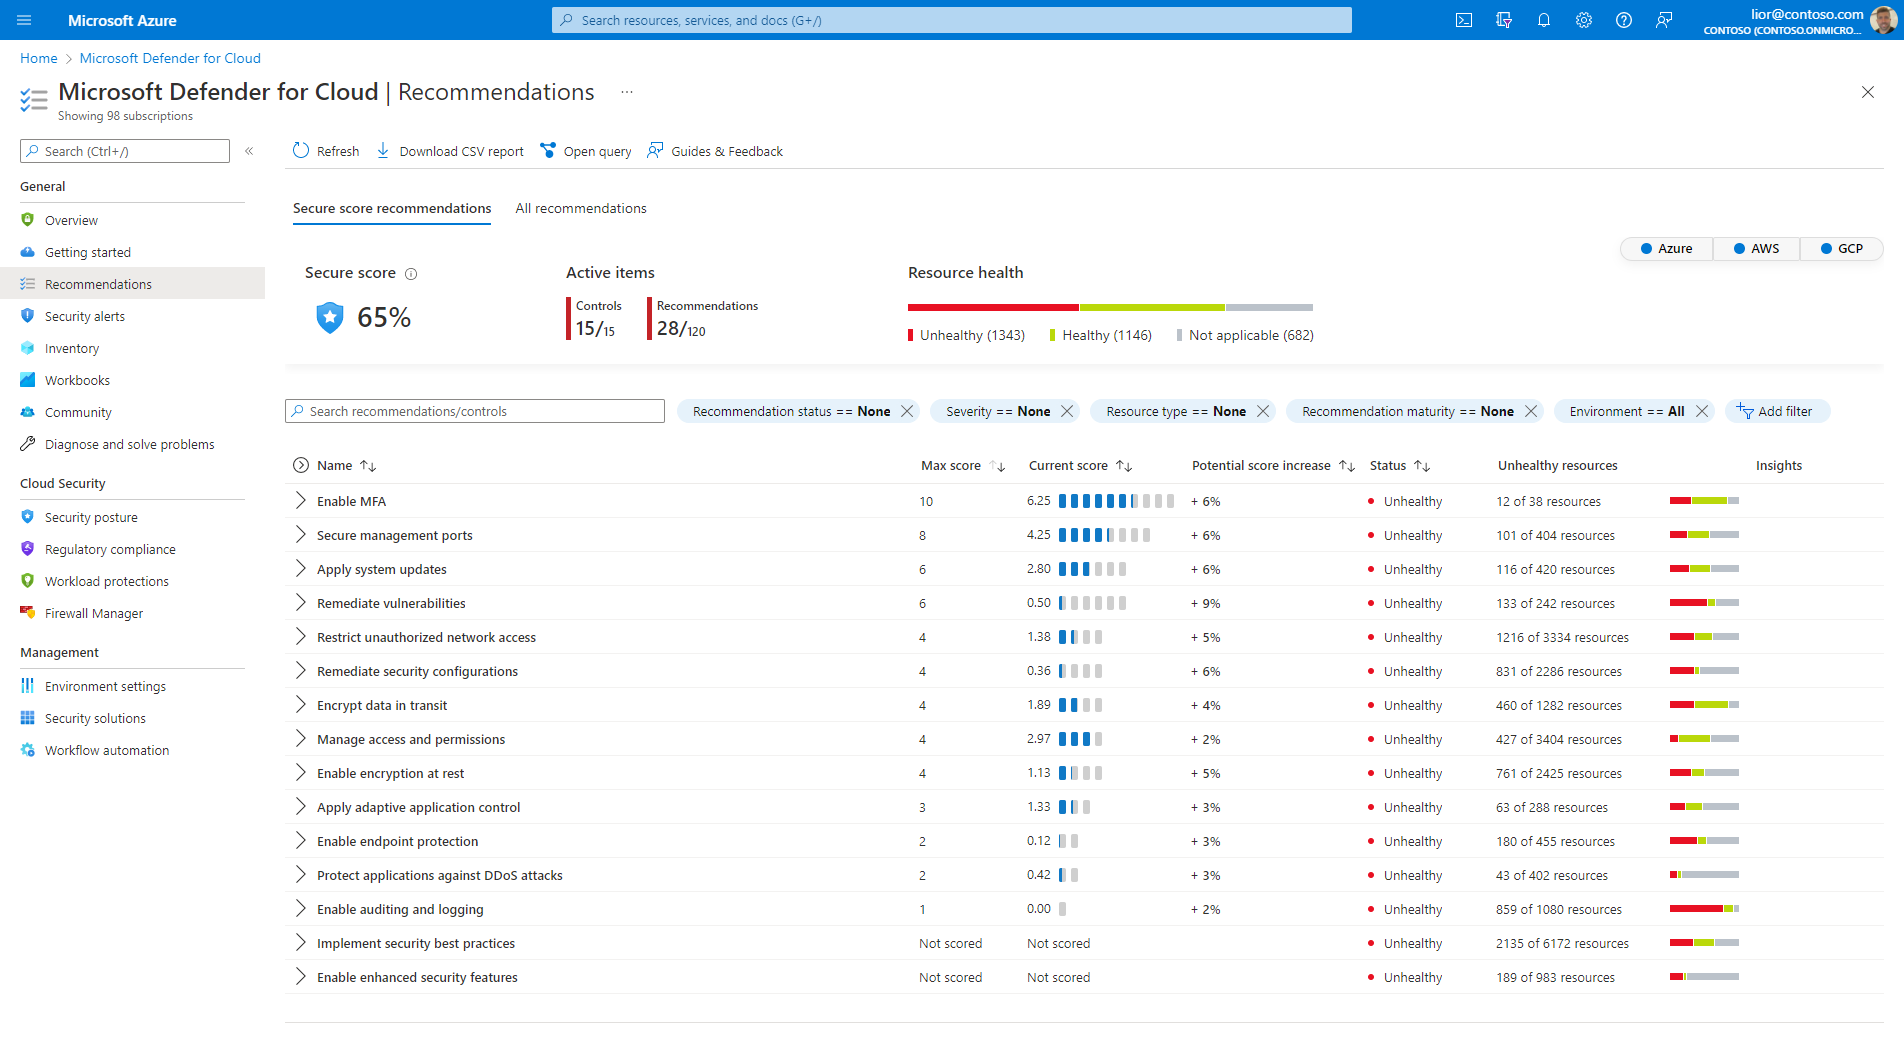 Microsoft Azure
Search resources, services, and docs (G+/)
lior@contoso.com
CONTOSO (CONTOSO.ONMICRO...
Home > Microsoft Defender for Cloud
Microsoft Defender for Cloud | Recommendations ...
Showing 98 subscriptions
Search (Ctrl+/)
«
General
Overview
Getting started
Recommendations
Security alerts
Inventory
Workbooks
Community
Diagnose and solve problems
Cloud Security
Security posture
Regulatory compliance
Workload protections
Firewall Manager
Management
Environment settings
Security solutions
Workflow automation
Refresh Download CSV report Open query Guides & Feedback
Secure score recommendations All recommendations
Azure AWS GCP
Secure score
65%
Active items
Controls
15/15
Recommendations
28/120
Resource health
Unhealthy (1343) Healthy (1146) Not applicable (682)
Search recommendations/controls
Recommendation status == None Severity == None Resource type == None Recommendation maturity == None Environment == All Add filter
Name Max score Current score Potential score increase Status Unhealthy resources Insights
Enable MFA 10 6.25 + 6% Unhealthy 12 of 38 resources
Secure management ports 8 4.25 + 6% Unhealthy 101 of 404 resources
Apply system updates 6 2.80 + 6% Unhealthy 116 of 420 resources
Remediate vulnerabilities 6 0.50 + 9% Unhealthy 133 of 242 resources
Restrict unauthorized network access 4 1.38 + 5% Unhealthy 1216 of 3334 resources
Remediate security configurations 4 0.36 + 6% Unhealthy 831 of 2286 resources
Encrypt data in transit 4 1.89 + 4% Unhealthy 460 of 1282 resources
Manage access and permissions 4 2.97 + 2% Unhealthy 427 of 3404 resources
Enable encryption at rest 4 1.13 + 5% Unhealthy 761 of 2425 resources
Apply adaptive application control 3 1.33 + 3% Unhealthy 63 of 288 resources
Enable endpoint protection 2 0.12 + 3% Unhealthy 180 of 455 resources
Protect applications against DDoS attacks 2 0.42 + 3% Unhealthy 43 of 402 resources
Enable auditing and logging 1 0.00 + 2% Unhealthy 859 of 1080 resources
Implement security best practices Not scored Not scored Unhealthy 2135 of 6172 resources
Enable enhanced security features Not scored Not scored Unhealthy 189 of 983 resources